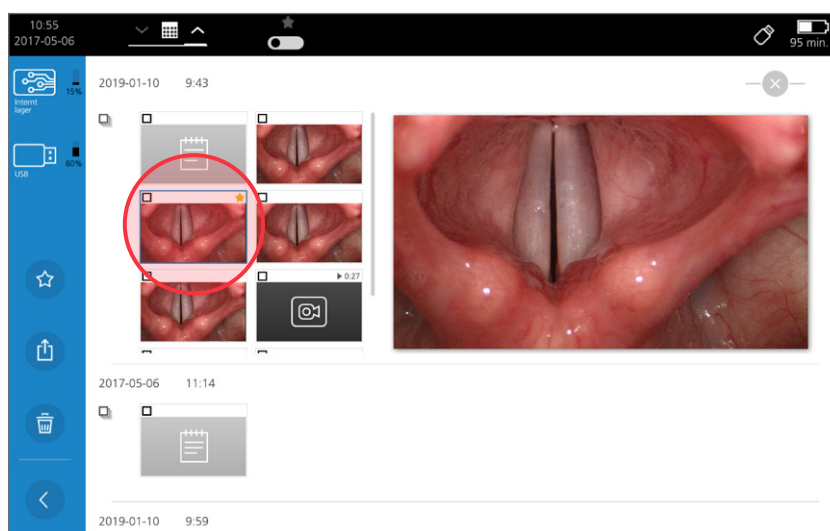 10:55
2017-05-06
95 min.
Internt
lager
15%
USB
60%
2019-01-10 9:43
0:27
2017-05-06 11:14
2019-01-10 9:59